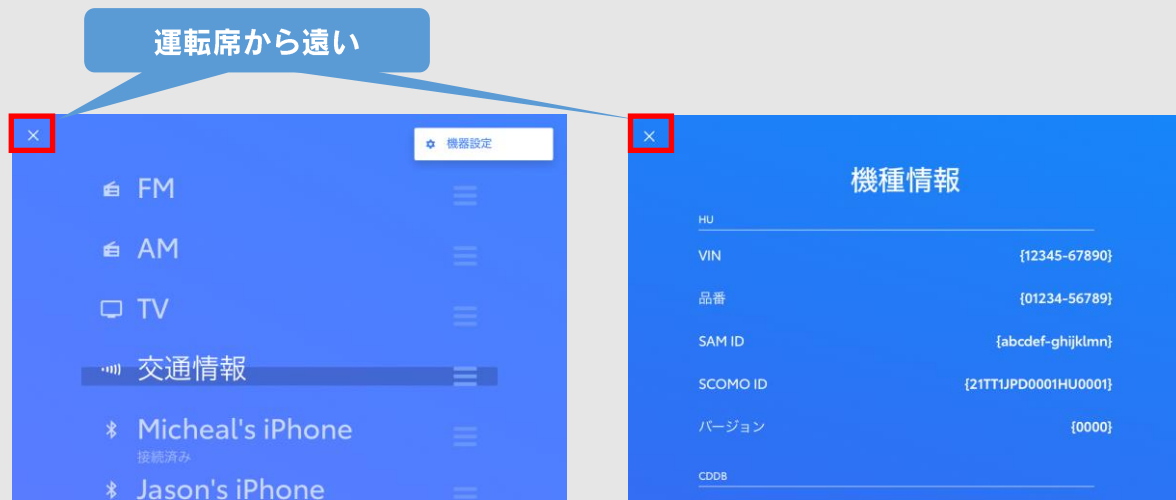 運転席から遠い
×
機器設定
FM
AM
TV
交通情報
Micheal's iPhone
接続済み
Jason's iPhone
×
機種情報
HU
VIN {12345-67890}
品番 {01234-56789}
SAM ID {abcdef-ghijklmn}
SCOMO ID {21TT1JPD0001HU0001}
バージョン {0000}
CDDB